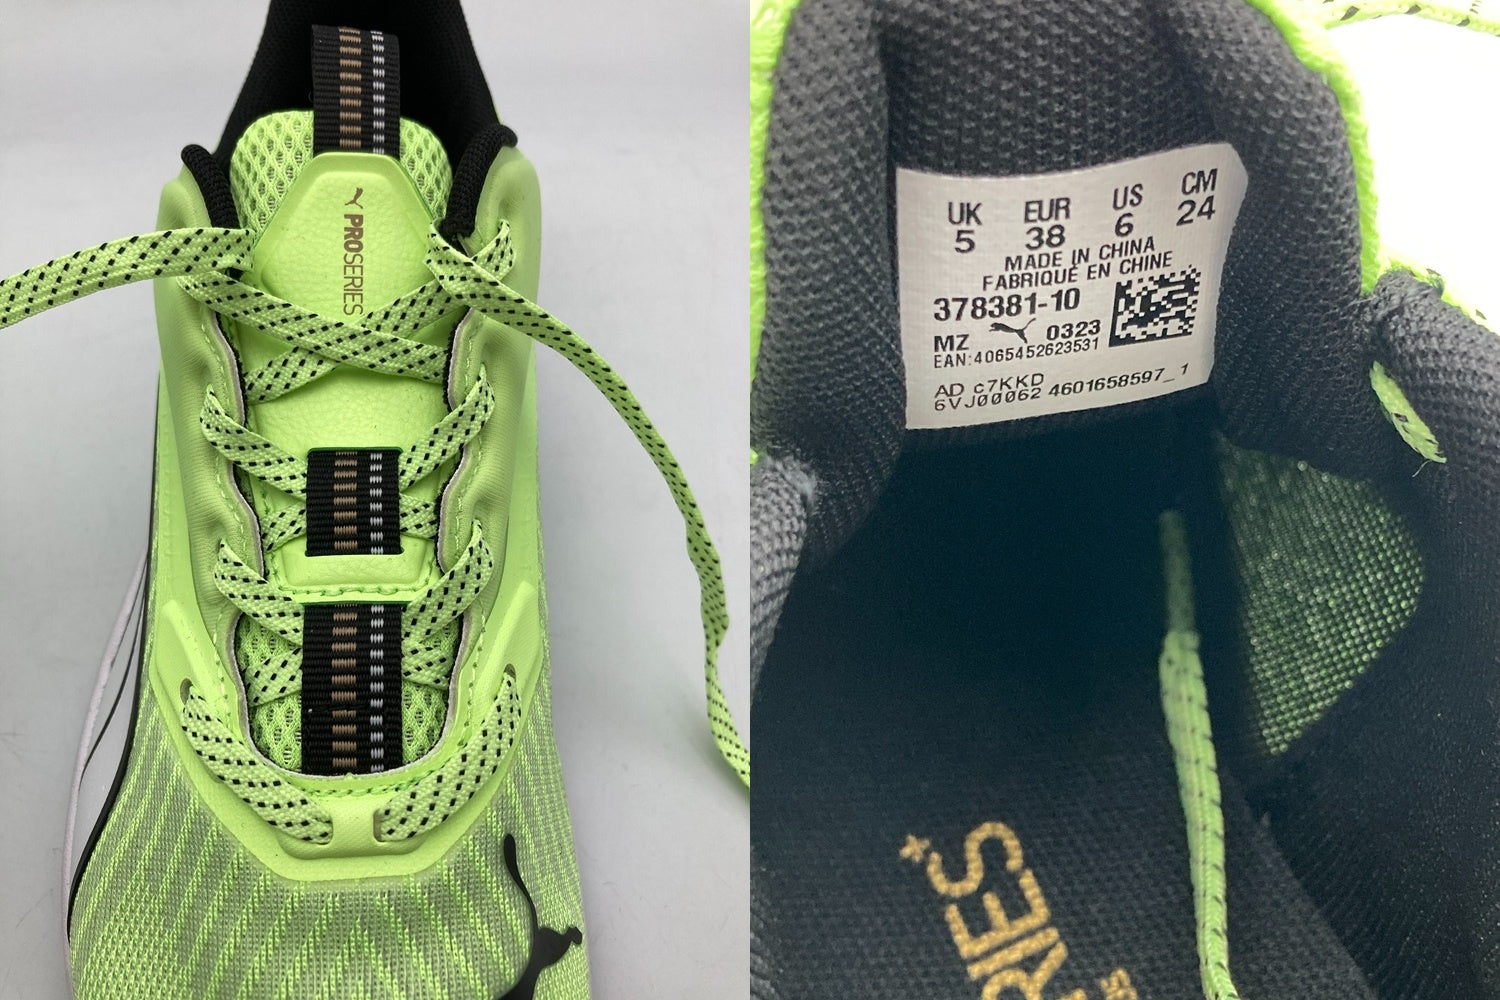 PROSERIES
UK EUR US CM
5 38 6 24
MADE IN CHINA
FABRIQUÉ EN CHINE
378381-10
MZ 0323
EAN:4065452623531
AD c7KKD
6VJ00062 4601658597_1